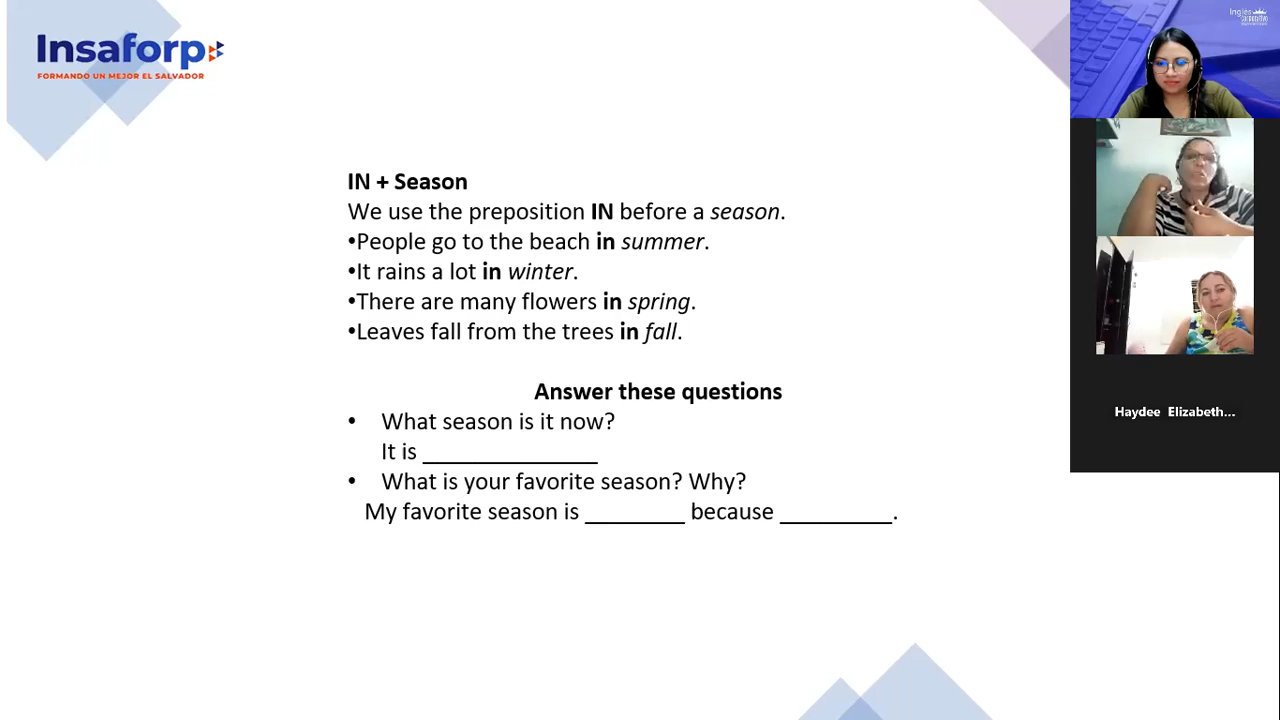 Insaforp
FORMANDO UN MEJOR EL SALVADOR
IN + Season
We use the preposition IN before a season.
•People go to the beach in summer.
•It rains a lot in winter.
•There are many flowers in spring.
•Leaves fall from the trees in fall.
Answer these questions
• What season is it now?
It is _______________
• What is your favorite season? Why?
My favorite season is ________ because _________.
Ingles
Haydee Elizabeth...